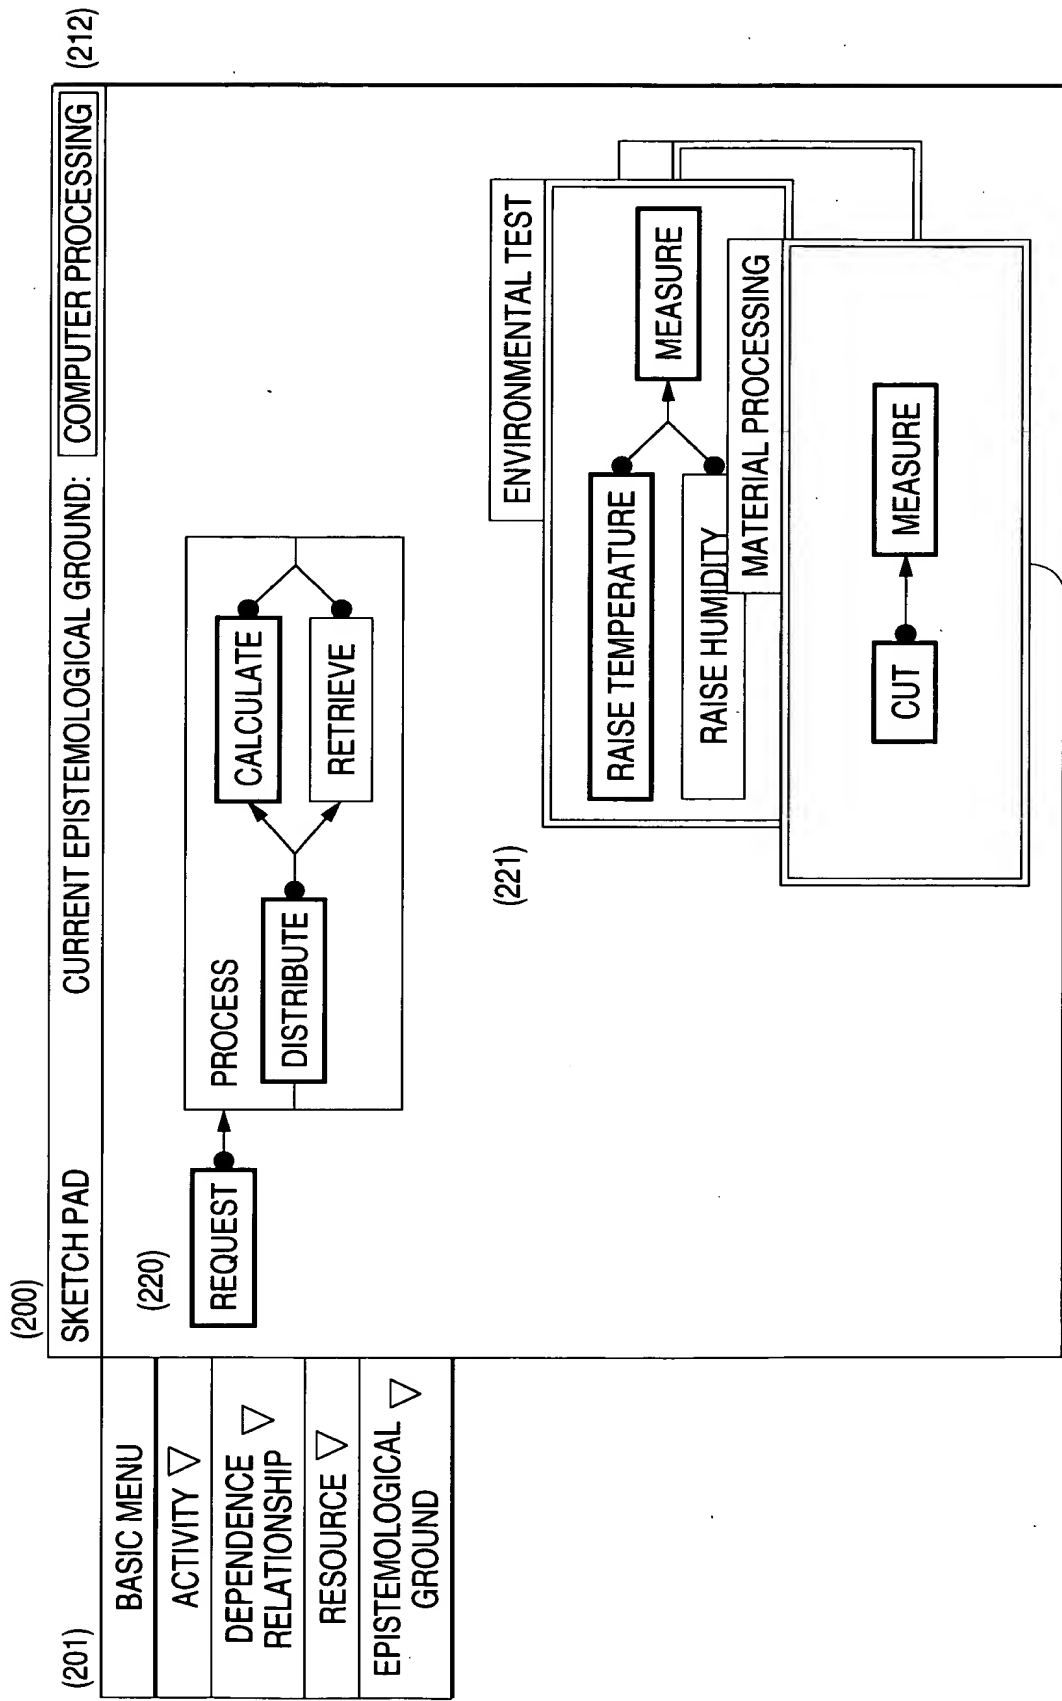 (200)
(212)
SKETCH PAD
CURRENT EPISTEMOLOGICAL GROUND:
COMPUTER PROCESSING
(201)
BASIC MENU
ACTIVITY ▽
DEPENDENCE ▽
RELATIONSHIP
RESOURCE ▽
EPISTEMOLOGICAL ▽
GROUND
(220)
REQUEST
PROCESS
DISTRIBUTE
CALCULATE
RETRIEVE
(221)
ENVIRONMENTAL TEST
RAISE TEMPERATURE
RAISE HUMIDITY
MEASURE
MATERIAL PROCESSING
CUT
MEASURE